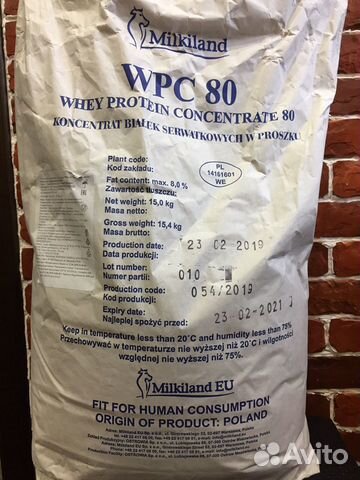 Milkiland
WPC 80
WHEY PROTEIN CONCENTRATE 80
KONCENTRAT BIAŁEK SERWATKOWYCH W PROSZKU
Plant code:
Kod zakładu:
PL
14161601
WE
Fat content: max. 8,0 %
Zawartość tłuszczu:
Net weight: 15,0 kg
Masa netto:
Gross weight: 15,4 kg
Masa brutto:
Production date: 23 02 2019
Data produkcji:
Lot number: 010
Numer partii:
Production code: 054/2019
Kod produkcji:
Expiry date: 23-02-2021
Najlepiej spożyć przed:
Keep in temperature less than 20°C and humidity less than 75%
Przechowywać w temperaturze nie wyższej niż 20°C i wilgotności
względnej nie wyższej niż 75%.
Milkiland EU
FIT FOR HUMAN CONSUMPTION
ORIGIN OF PRODUCT: POLAND
Avito